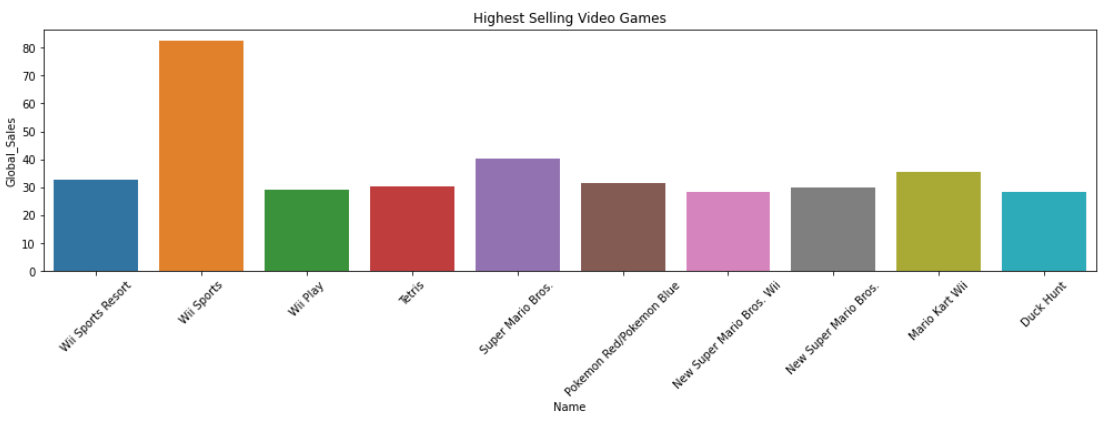 Highest Selling Video Games
Global_Sales
80
70
60
50
40
30
20
10
0
Wii Sports Resort
Wii Sports
Wii Play
Tetris
Super Mario Bros.
Pokemon Red/Pokemon Blue
New Super Mario Bros. Wii
New Super Mario Bros.
Mario Kart Wii
Duck Hunt
Name